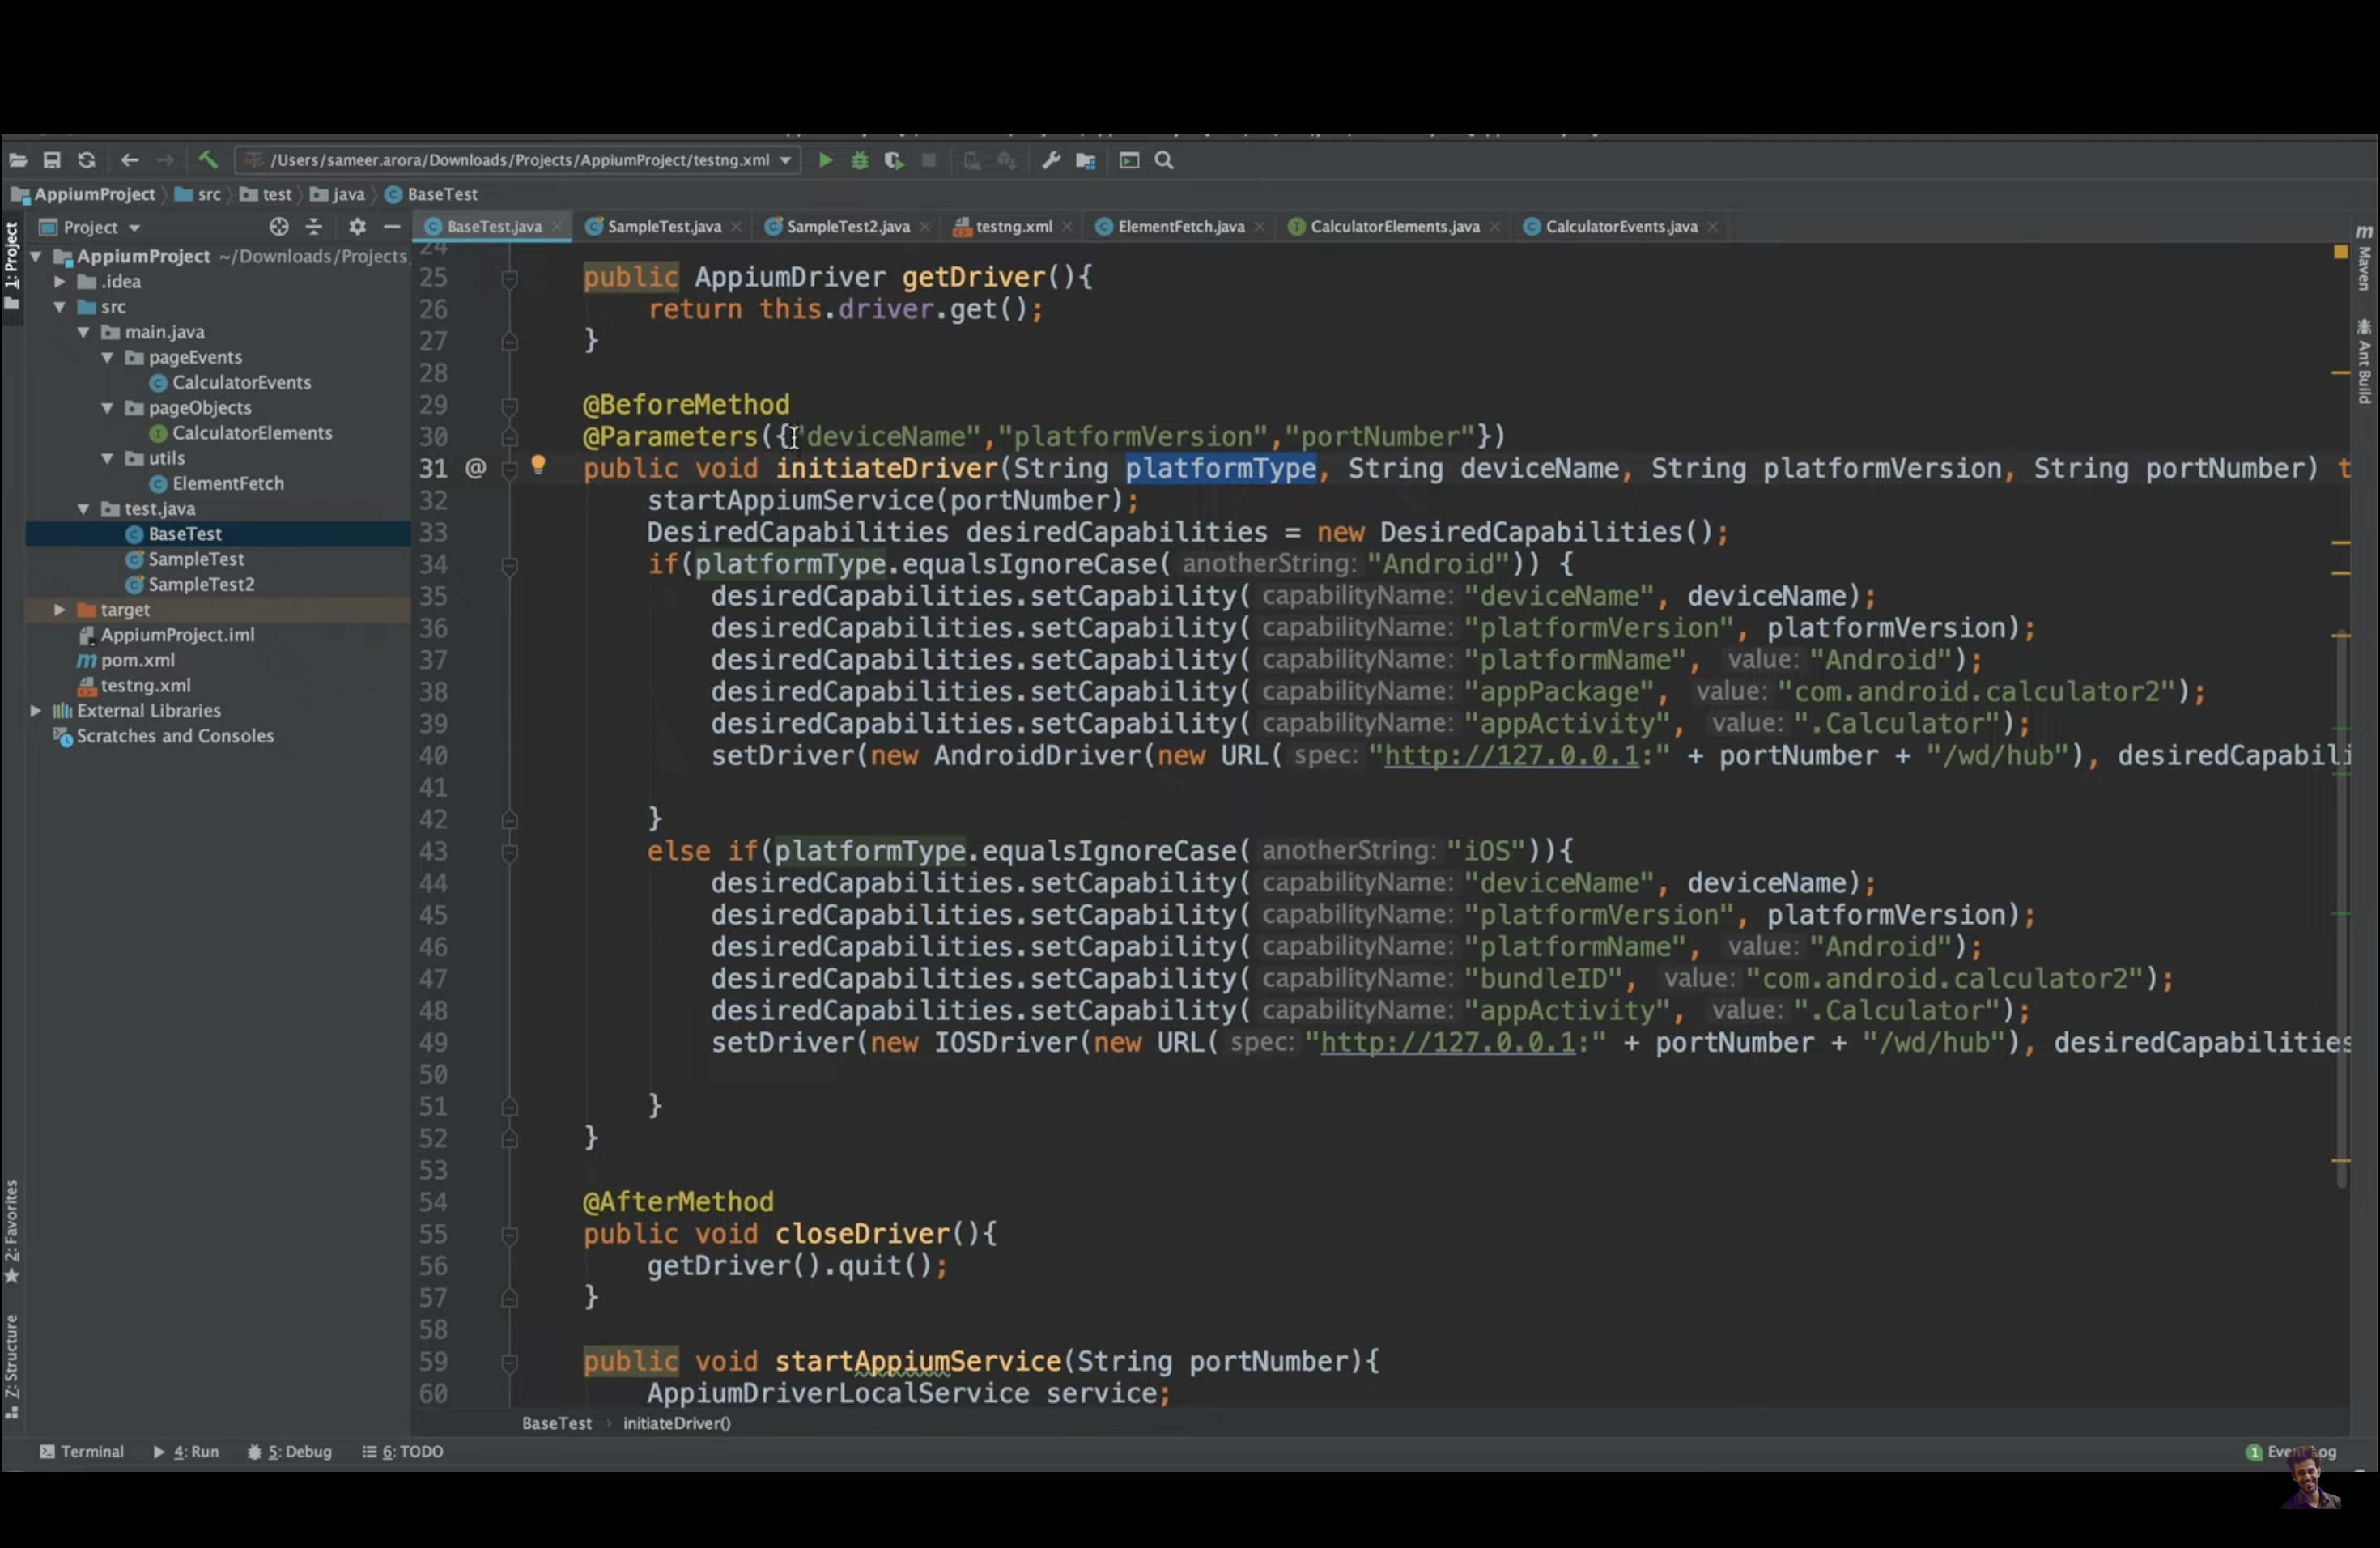 /Users/sameer.arora/Downloads/Projects/AppiumProject/testng.xml
AppiumProject src test java BaseTest
1: Project
Project
BaseTest.java SampleTest.java SampleTest2.java testng.xml ElementFetch.java CalculatorElements.java CalculatorEvents.java
m Maven
Ant Build
AppiumProject ~/Downloads/Projects
.idea
src
main.java
pageEvents
CalculatorEvents
pageObjects
CalculatorElements
utils
ElementFetch
test.java
BaseTest
SampleTest
SampleTest2
target
AppiumProject.iml
pom.xml
testng.xml
External Libraries
Scratches and Consoles
2: Favorites
Z: Structure
24
25 public AppiumDriver getDriver(){
26 return this.driver.get();
27 }
28
29 @BeforeMethod
30 @Parameters({"deviceName","platformVersion","portNumber"})
31 @ public void initiateDriver(String platformType, String deviceName, String platformVersion, String portNumber) t
32 startAppiumService(portNumber);
33 DesiredCapabilities desiredCapabilities = new DesiredCapabilities();
34 if(platformType.equalsIgnoreCase( anotherString: "Android")) {
35 desiredCapabilities.setCapability( capabilityName: "deviceName", deviceName);
36 desiredCapabilities.setCapability( capabilityName: "platformVersion", platformVersion);
37 desiredCapabilities.setCapability( capabilityName: "platformName", value: "Android");
38 desiredCapabilities.setCapability( capabilityName: "appPackage", value: "com.android.calculator2");
39 desiredCapabilities.setCapability( capabilityName: "appActivity", value: ".Calculator");
40 setDriver(new AndroidDriver(new URL( spec: "http://127.0.0.1:" + portNumber + "/wd/hub"), desiredCapabili
41
42 }
43 else if(platformType.equalsIgnoreCase( anotherString: "iOS")){
44 desiredCapabilities.setCapability( capabilityName: "deviceName", deviceName);
45 desiredCapabilities.setCapability( capabilityName: "platformVersion", platformVersion);
46 desiredCapabilities.setCapability( capabilityName: "platformName", value: "Android");
47 desiredCapabilities.setCapability( capabilityName: "bundleID", value: "com.android.calculator2");
48 desiredCapabilities.setCapability( capabilityName: "appActivity", value: ".Calculator");
49 setDriver(new IOSDriver(new URL( spec: "http://127.0.0.1:" + portNumber + "/wd/hub"), desiredCapabilities
50
51 }
52 }
53
54 @AfterMethod
55 public void closeDriver(){
56 getDriver().quit();
57 }
58
59 public void startAppiumService(String portNumber){
60 AppiumDriverLocalService service;
BaseTest initiateDriver()
Terminal 4: Run 5: Debug 6: TODO
1 Event Log